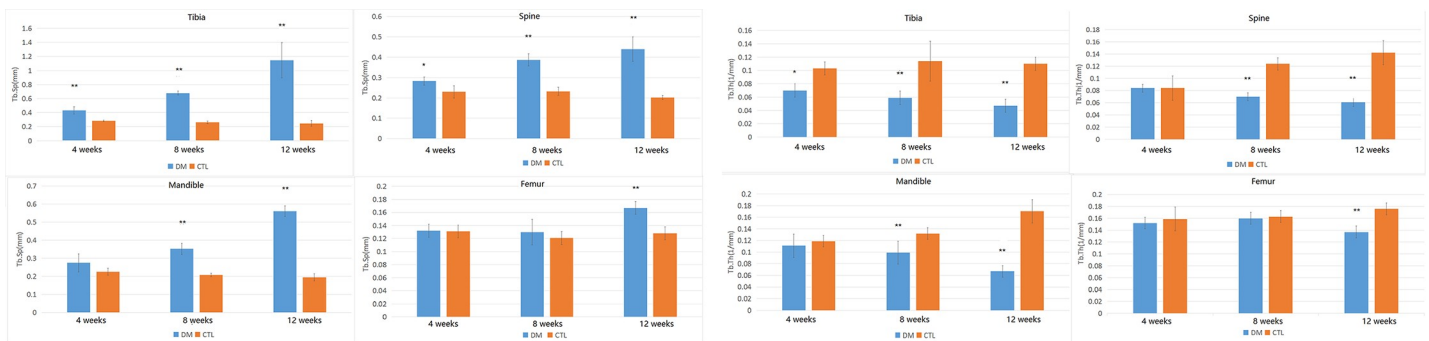 Tibia
Tb.Sp(mm)
1.6
1.4
1.2
1
0.8
0.6
0.4
0.2
0
**
**
**
4 weeks 8 weeks 12 weeks
DM CTL
Spine
Tb.Sp(mm)
0.6
0.5
0.4
0.3
0.2
0.1
0
*
**
**
4 weeks 8 weeks 12 weeks
DM CTL
Mandible
Tb.Sp(mm)
0.7
0.6
0.5
0.4
0.3
0.2
0.1
0
**
**
4 weeks 8 weeks 12 weeks
DM CTL
Femur
Tb.Sp(mm)
0.2
0.18
0.16
0.14
0.12
0.1
0.08
0.06
0.04
0.02
0
**
4 weeks 8 weeks 12 weeks
DM CTL
Tibia
Tb.Th(1/mm)
0.16
0.14
0.12
0.1
0.08
0.06
0.04
0.02
0
*
**
**
4 weeks 8 weeks 12 weeks
DM CTL
Spine
Tb.Th(1/mm)
0.18
0.16
0.14
0.12
0.1
0.08
0.06
0.04
0.02
0
**
**
4 weeks 8 weeks 12 weeks
DM CTL
Mandible
Tb.Th(1/mm)
0.2
0.18
0.16
0.14
0.12
0.1
0.08
0.06
0.04
0.02
0
**
**
4 weeks 8 weeks 12 weeks
DM CTL
Femur
Tb.Th(1/mm)
0.2
0.18
0.16
0.14
0.12
0.1
0.08
0.06
0.04
0.02
0
**
4 weeks 8 weeks 12 weeks
DM CTL